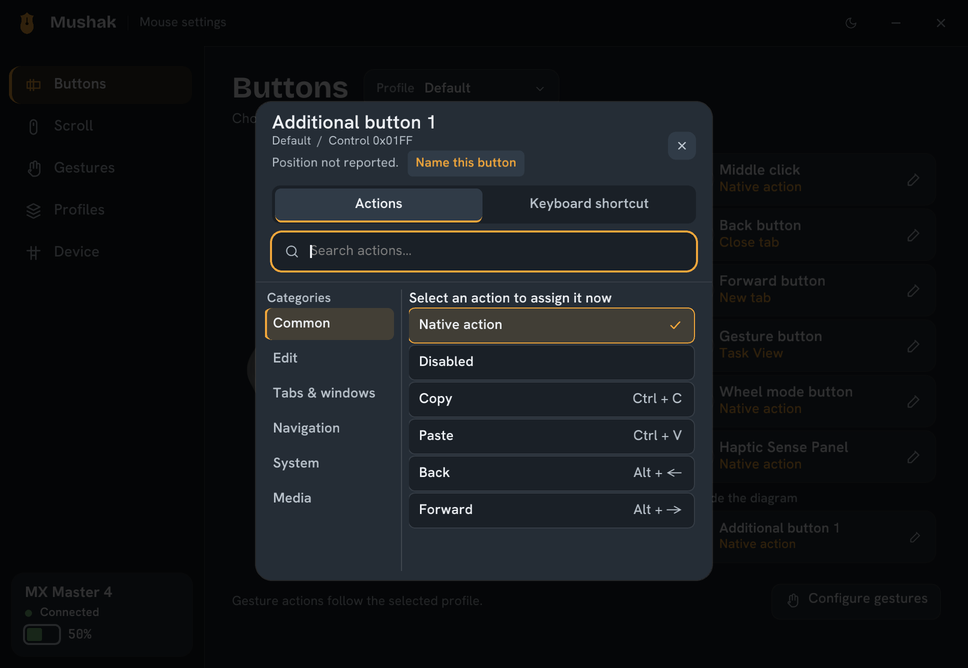 Mushak
Mouse settings
Buttons
Scroll
Gestures
Profiles
Device
MX Master 4
Connected
50%
Buttons
Profile Default
Cho
Additional button 1
Default / Control 0x01FF
Position not reported. Name this button
Actions
Keyboard shortcut
Search actions...
Categories
Common
Edit
Tabs & windows
Navigation
System
Media
Select an action to assign it now
Native action
Disabled
Copy Ctrl + C
Paste Ctrl + V
Back Alt + ←
Forward Alt + →
Middle click
Native action
Back button
Close tab
Forward button
New tab
Gesture button
Task View
Wheel mode button
Native action
Haptic Sense Panel
Native action
de the diagram
Additional button 1
Native action
Gesture actions follow the selected profile.
Configure gestures